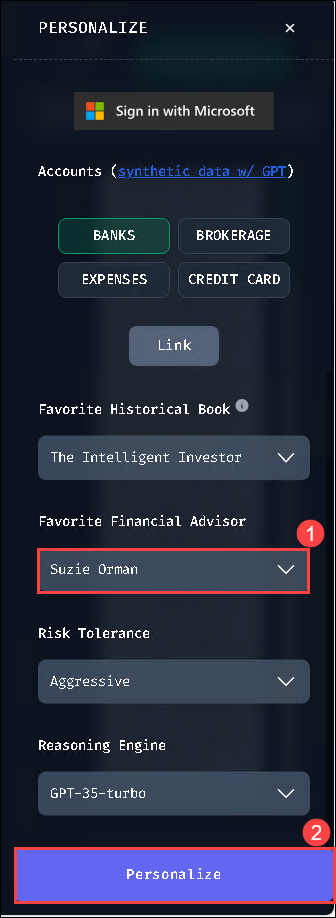 PERSONALIZE ×
Sign in with Microsoft
Accounts (synthetic data w/ GPT)
BANKS BROKERAGE
EXPENSES CREDIT CARD
Link
Favorite Historical Book i
The Intelligent Investor
Favorite Financial Advisor
1
Suzie Orman
Risk Tolerance
Aggressive
Reasoning Engine
GPT-35-turbo
2
Personalize